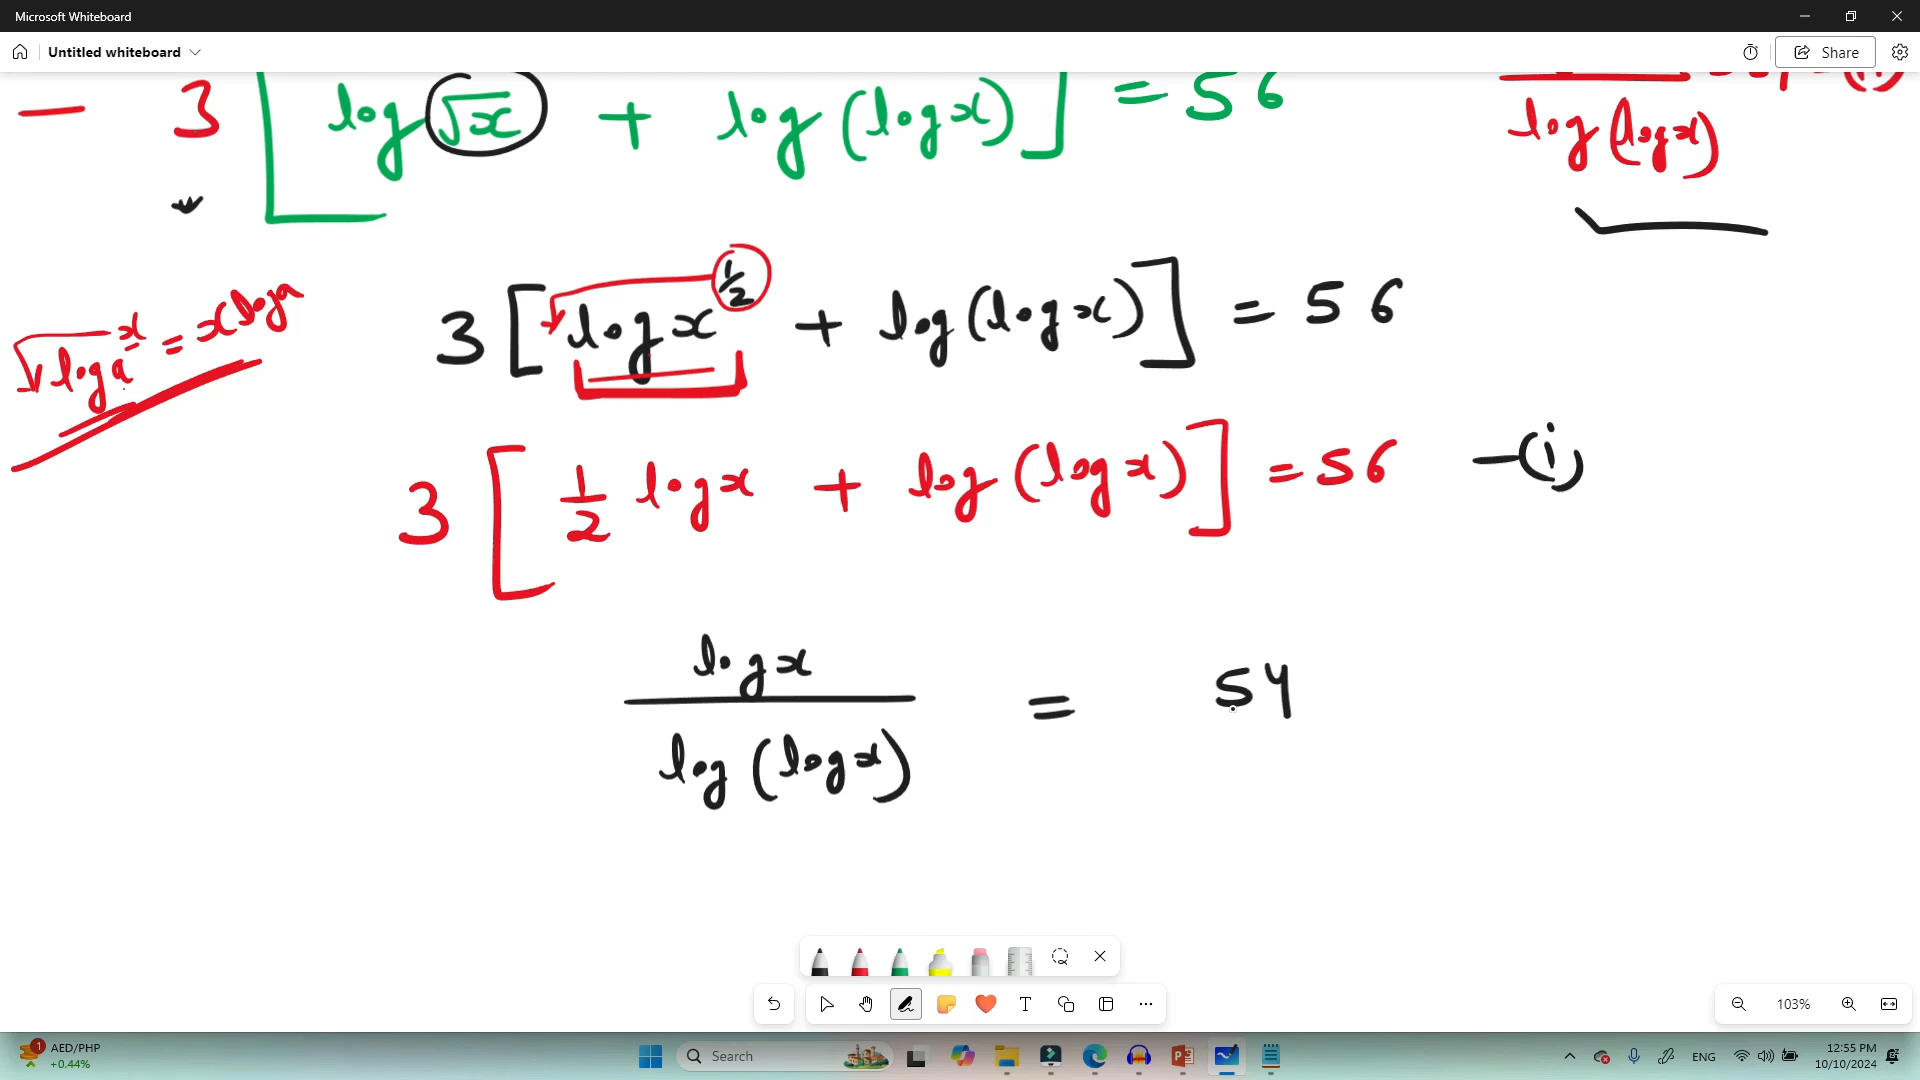 Microsoft Whiteboard
Untitled whiteboard
Share
- 3 [log √x + log (log x)] = 56
log (log x)
√ log a^x = x log a
3 [log x^1/2 + log (log x)] = 56
3 [1/2 log x + log (log x)] = 56 - (i)
log x / log (log x) = 54
T
103%
1 AED/PHP
+0.44%
Search
ENG
12:55 PM
10/10/2024